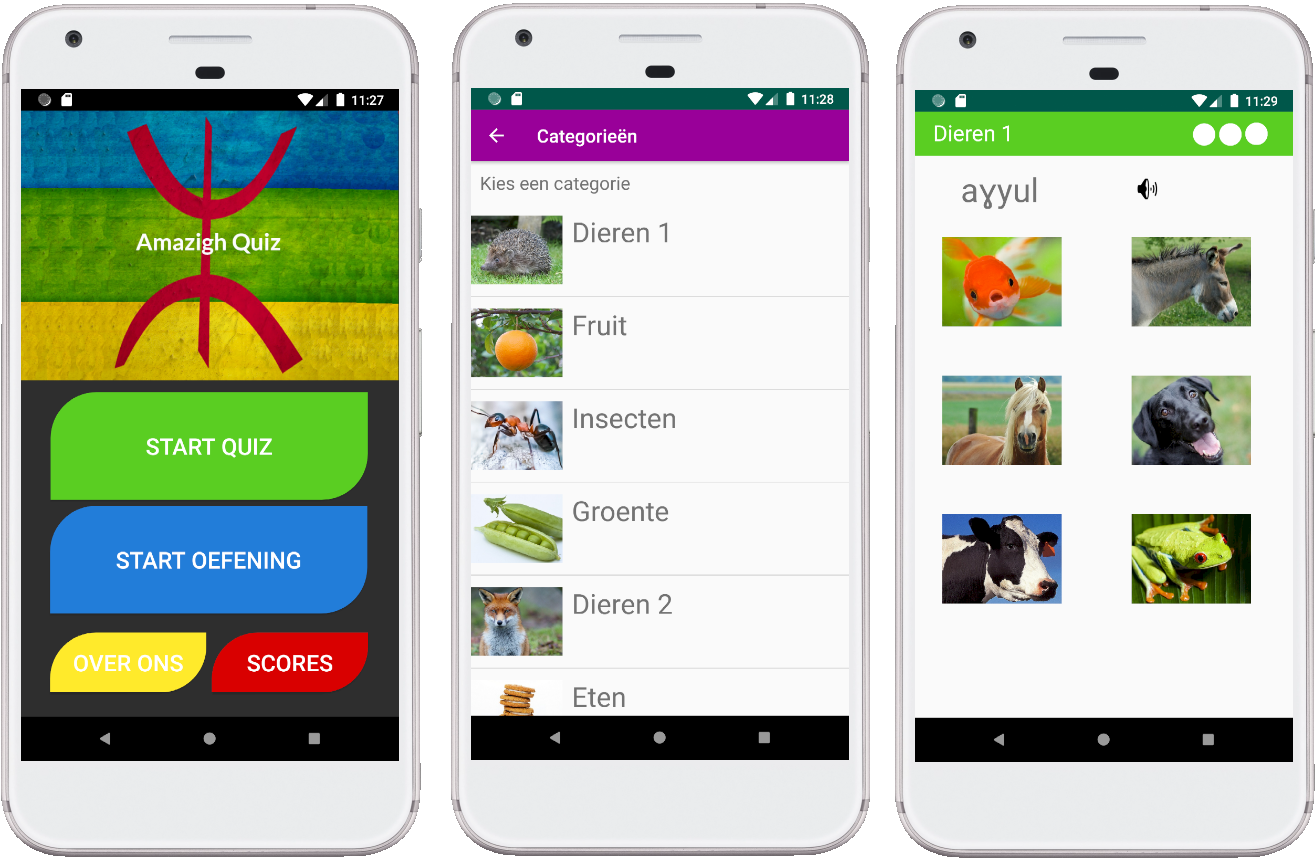 11:27
Amazigh Quiz
START QUIZ
START OEFENING
OVER ONS
SCORES
11:28
Categorieën
Kies een categorie
Dieren 1
Fruit
Insecten
Groente
Dieren 2
Eten
11:29
Dieren 1
aɣyul